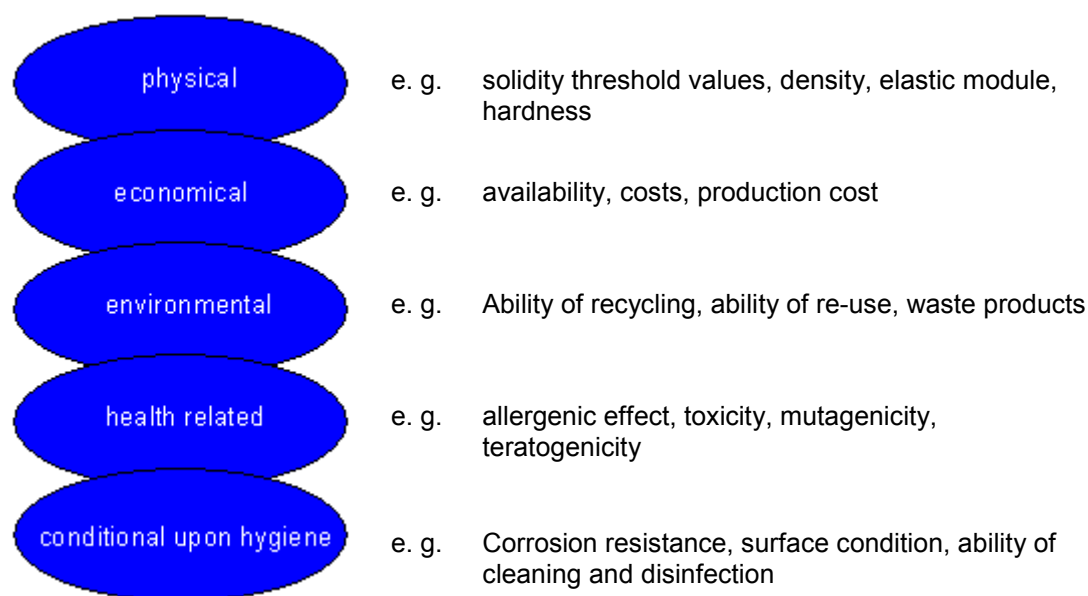 physical e. g. solidity threshold values, density, elastic module,
hardness
economical e. g. availability, costs, production cost
environmental e. g. Ability of recycling, ability of re-use, waste products
health related e. g. allergenic effect, toxicity, mutagenicity,
teratogenicity
conditional upon hygiene e. g. Corrosion resistance, surface condition, ability of
cleaning and disinfection